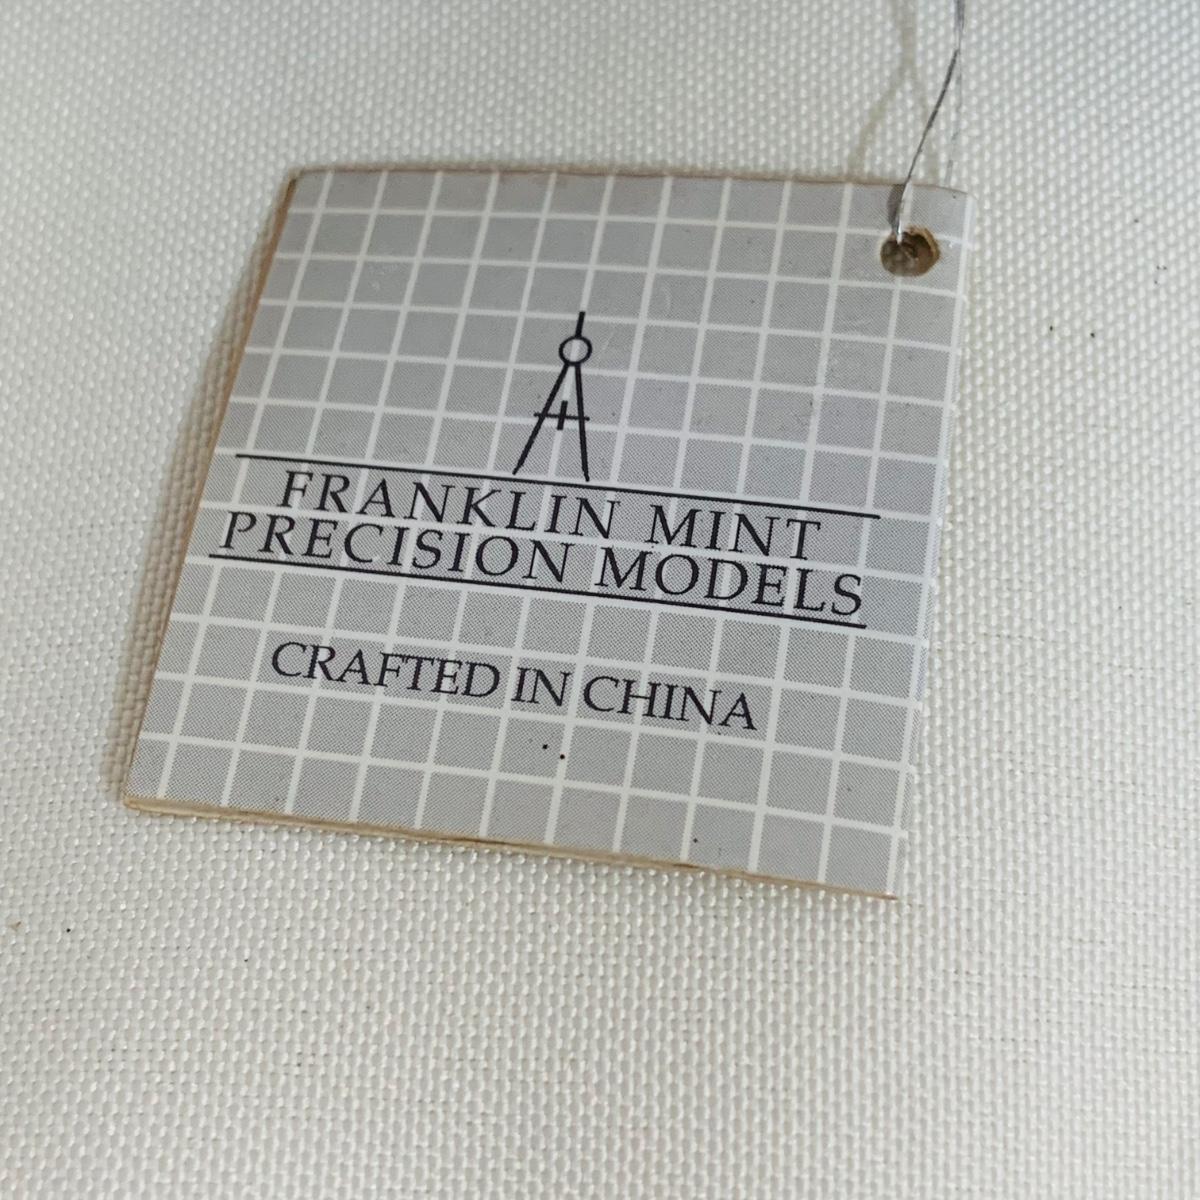 FRANKLIN MINT
PRECISION MODELS
CRAFTED IN CHINA